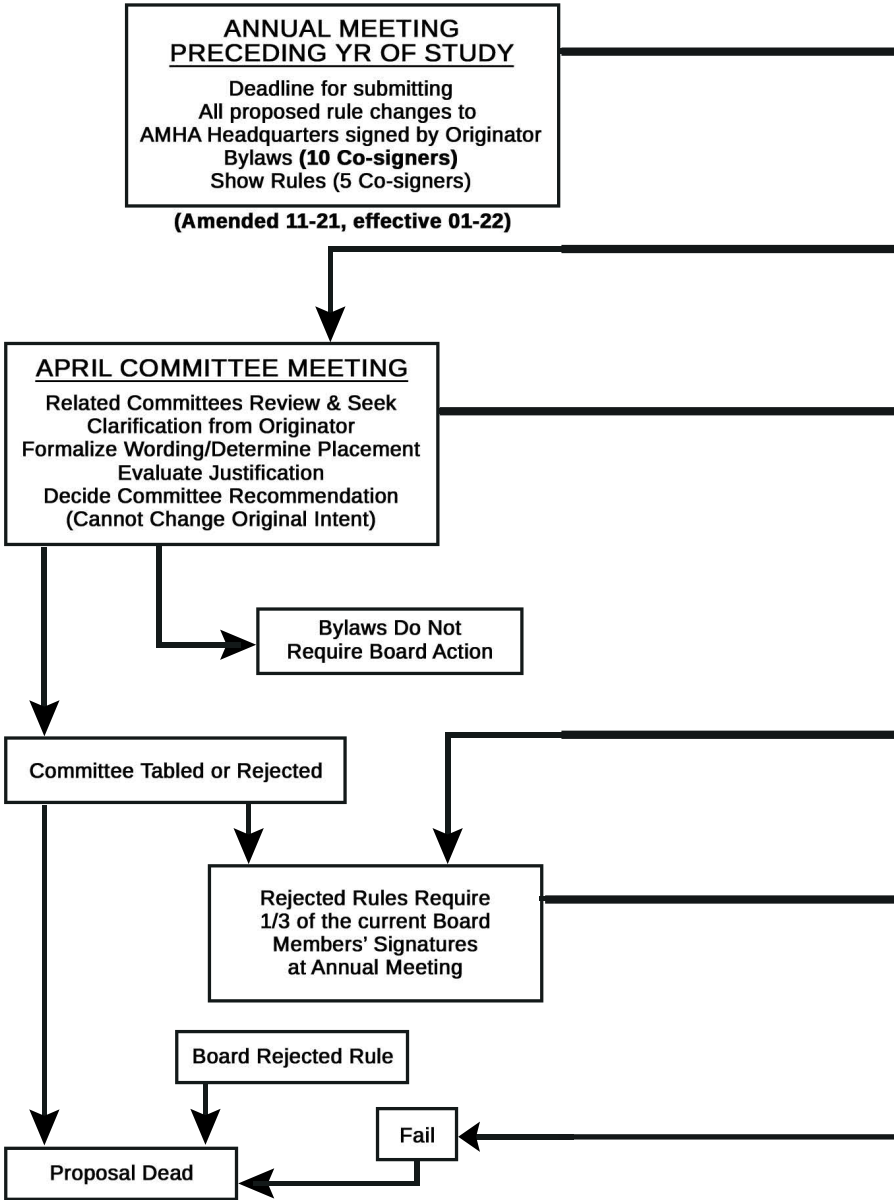 ANNUAL MEETING
PRECEDING YR OF STUDY
Deadline for submitting
All proposed rule changes to
AMHA Headquarters signed by Originator
Bylaws (10 Co-signers)
Show Rules (5 Co-signers)
(Amended 11-21, effective 01-22)
APRIL COMMITTEE MEETING
Related Committees Review & Seek
Clarification from Originator
Formalize Wording/Determine Placement
Evaluate Justification
Decide Committee Recommendation
(Cannot Change Original Intent)
Bylaws Do Not
Require Board Action
Committee Tabled or Rejected
Rejected Rules Require
1/3 of the current Board
Members’ Signatures
at Annual Meeting
Board Rejected Rule
Fail
Proposal Dead